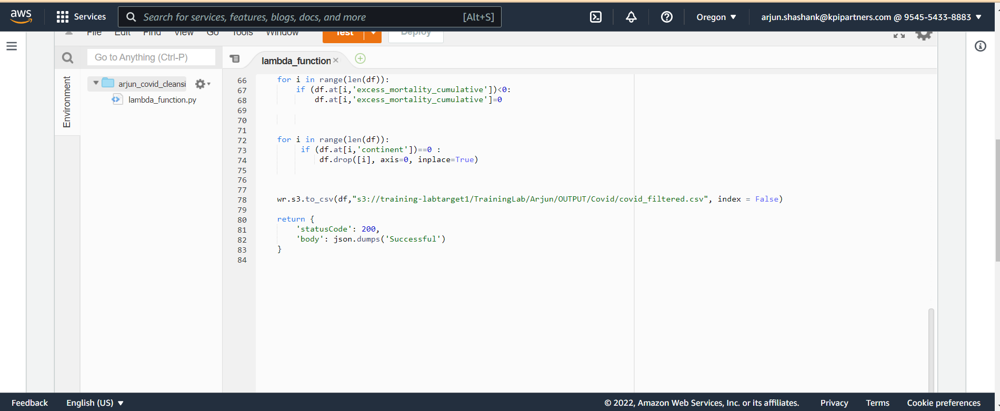 aws
Services
Search for services, features, blogs, docs, and more
[Alt+S]
Oregon ▼
arjun.shashank@kpipartners.com @ 9545-5433-8883 ▼
File Edit Find View Go Tools Window
Test
Deploy
Go to Anything (Ctrl-P)
lambda_function
Environment
arjun_covid_cleansi
lambda_function.py
66 for i in range(len(df)):
67 if (df.at[i,'excess_mortality_cumulative'])<0:
68 df.at[i,'excess_mortality_cumulative']=0
69
70
71
72 for i in range(len(df)):
73 if (df.at[i,'continent'])==0 :
74 df.drop([i], axis=0, inplace=True)
75
76
77
78 wr.s3.to_csv(df,"s3://training-labtarget1/TrainingLab/Arjun/OUTPUT/Covid/covid_filtered.csv", index = False)
79
80 return {
81 'statusCode': 200,
82 'body': json.dumps('Successful')
83 }
84
Feedback
English (US) ▼
© 2022, Amazon Web Services, Inc. or its affiliates.
Privacy
Terms
Cookie preferences